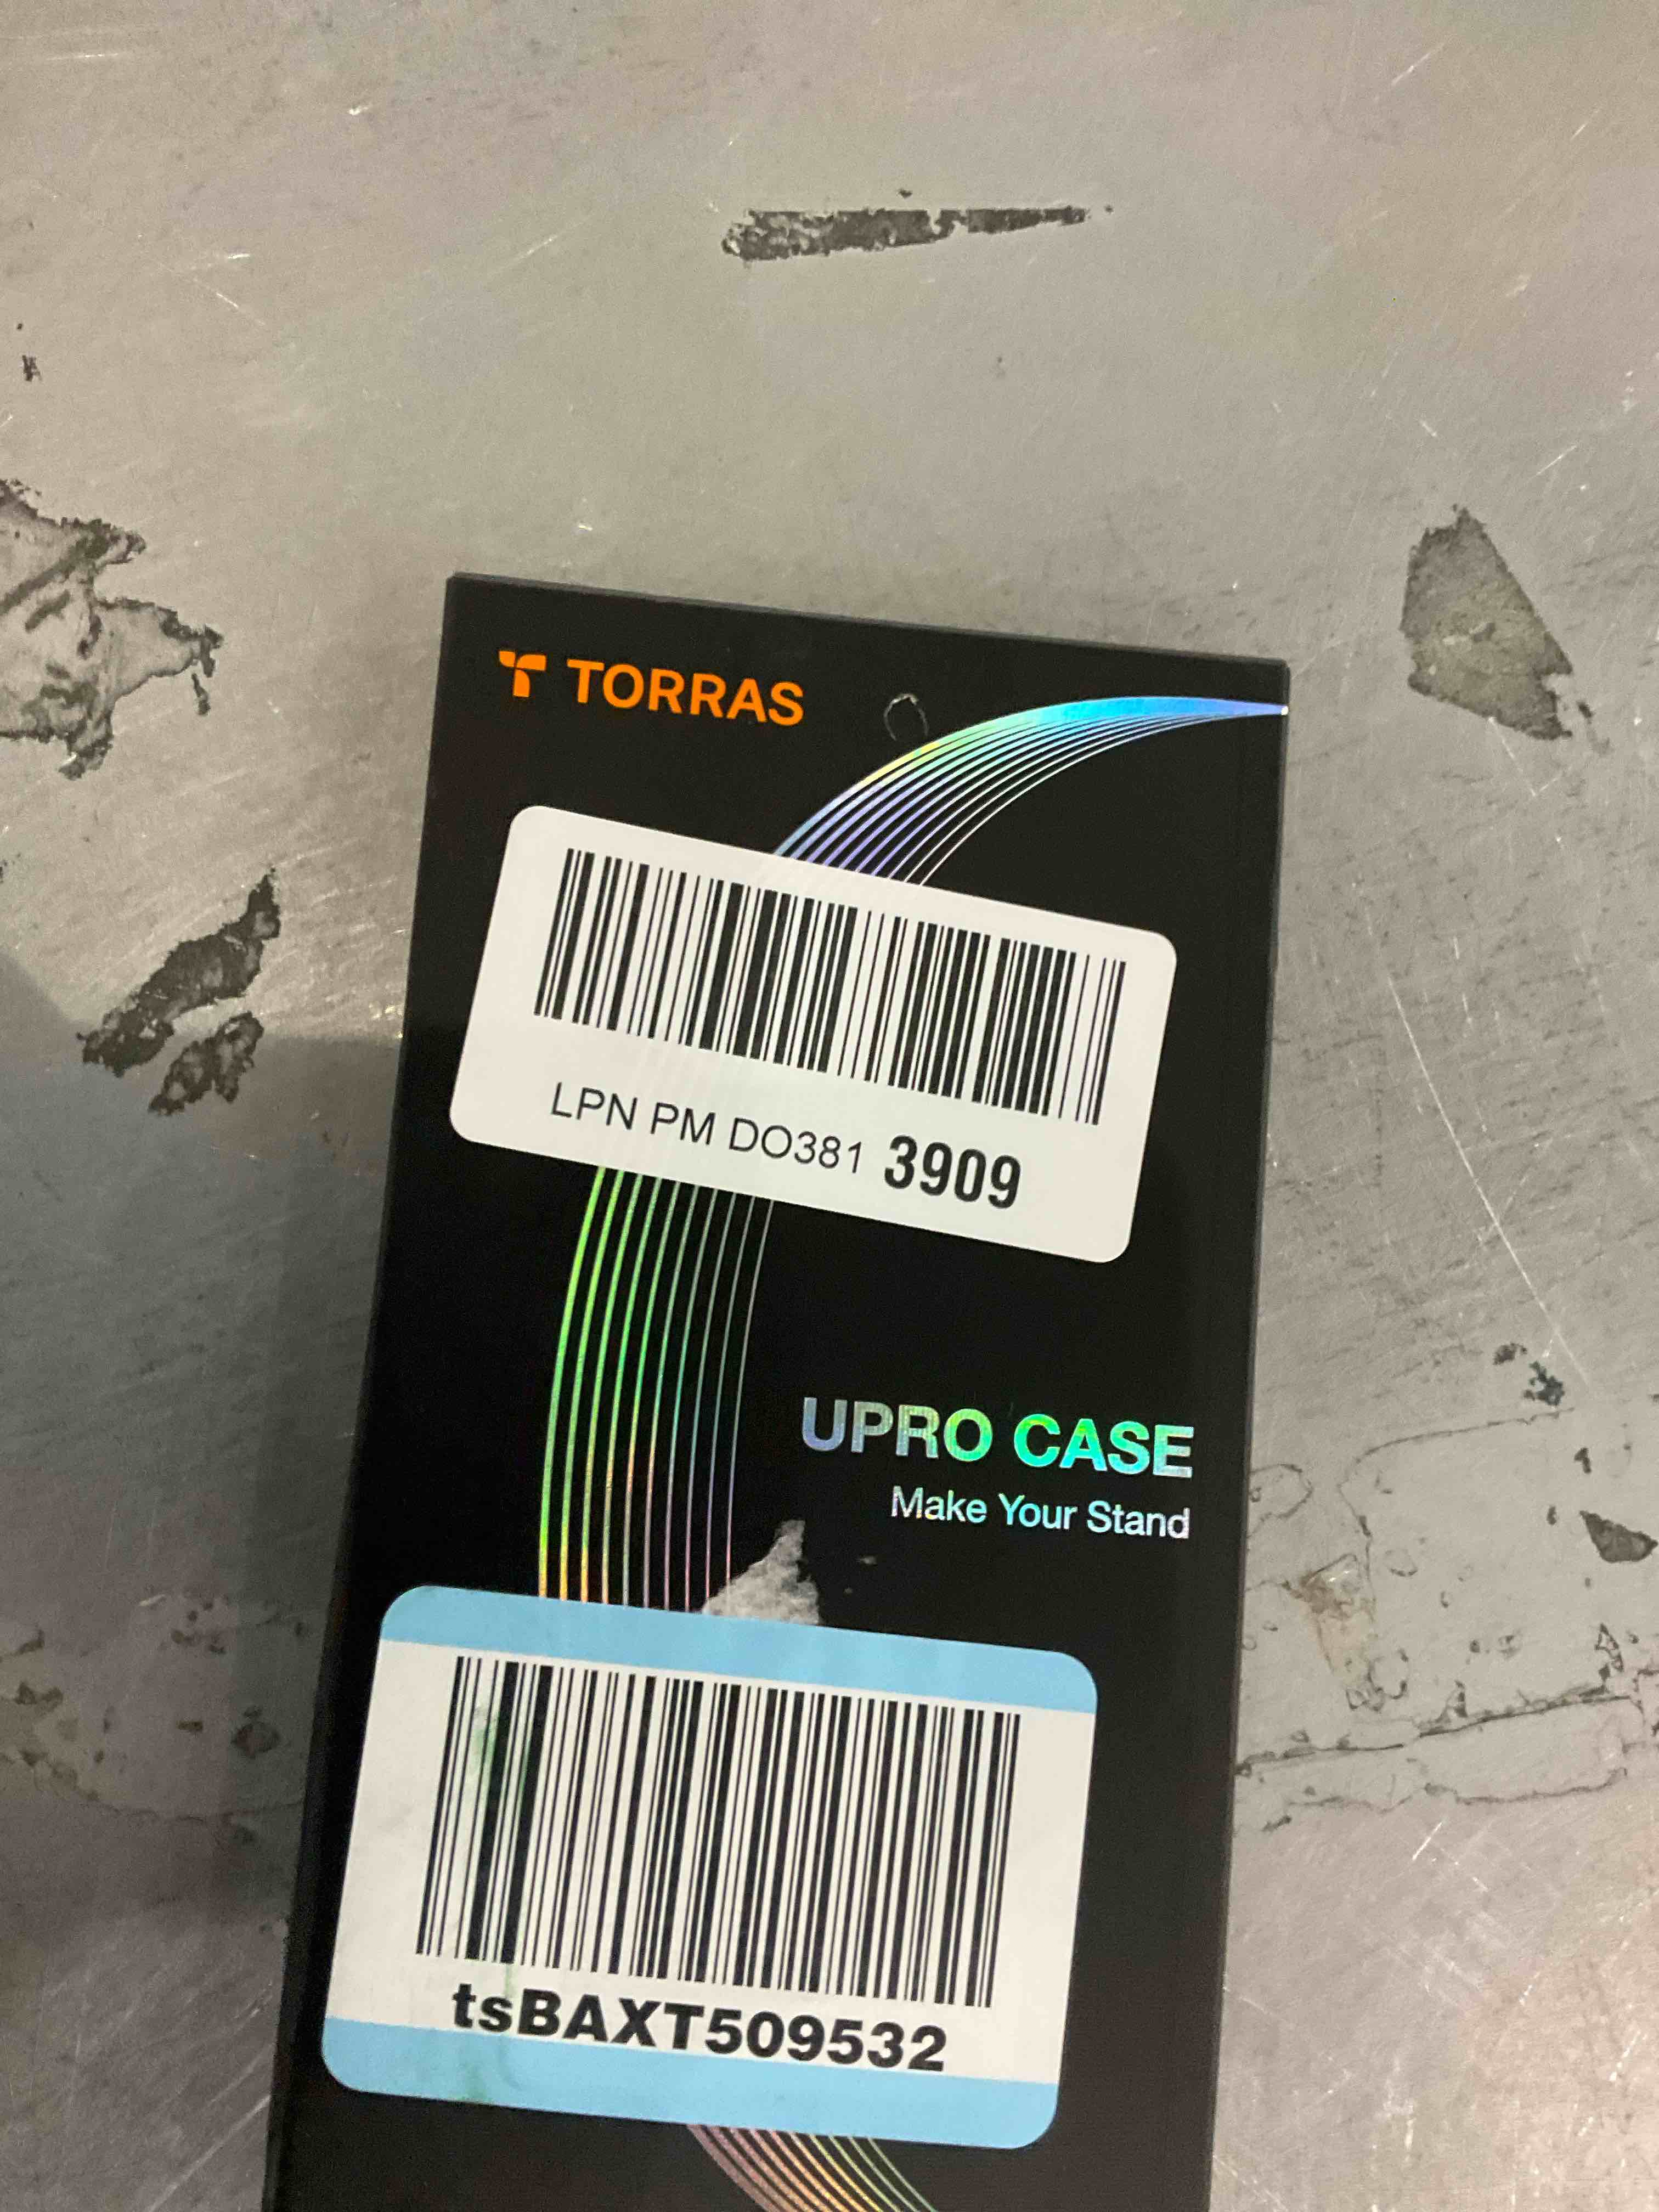 TORRAS
LPN PM DO381 3909
UPRO CASE
Make Your Stand
tsBAXT509532